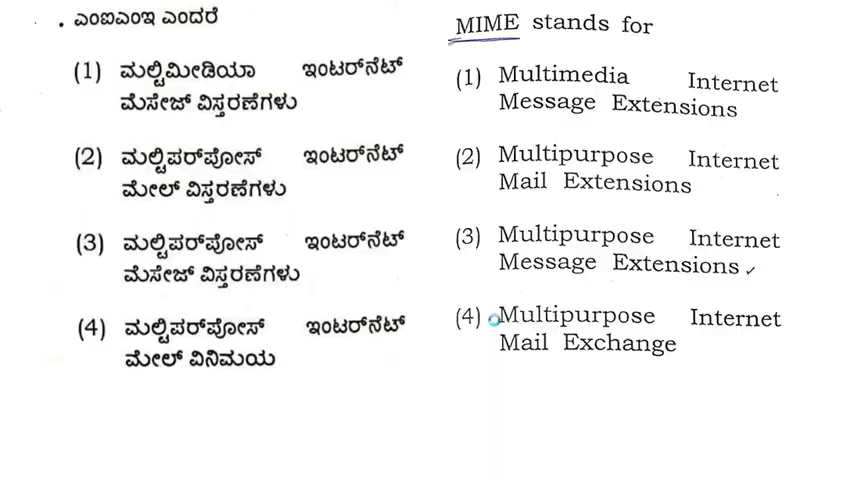 . ಎಂಐಎಂಇ ಎಂದರೆ
(1) ಮಲ್ಟಿಮೀಡಿಯಾ ಇಂಟರ್‌ನೆಟ್
ಮೆಸೇಜ್ ವಿಸ್ತರಣೆಗಳು
(2) ಮಲ್ಟಿಪರ್‌ಪೋಸ್ ಇಂಟರ್‌ನೆಟ್
ಮೇಲ್ ವಿಸ್ತರಣೆಗಳು
(3) ಮಲ್ಟಿಪರ್‌ಪೋಸ್ ಇಂಟರ್‌ನೆಟ್
ಮೆಸೇಜ್ ವಿಸ್ತರಣೆಗಳು
(4) ಮಲ್ಟಿಪರ್‌ಪೋಸ್ ಇಂಟರ್‌ನೆಟ್
ಮೇಲ್ ವಿನಿಮಯ
MIME stands for
(1) Multimedia Internet
Message Extensions
(2) Multipurpose Internet
Mail Extensions
(3) Multipurpose Internet
Message Extensions ✓
(4) Multipurpose Internet
Mail Exchange